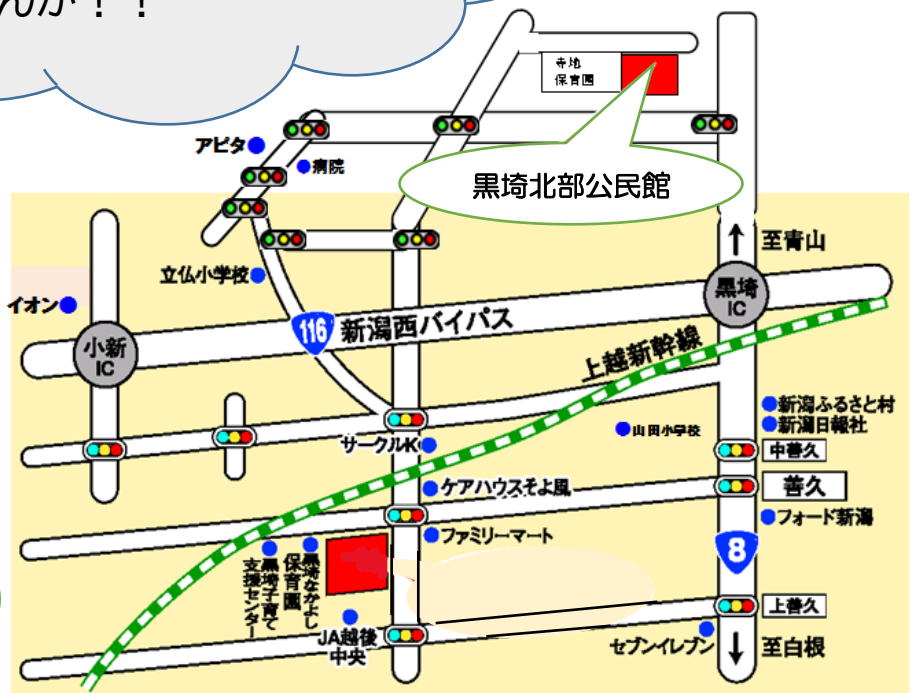 んか！！
寺地
保育園
アピタ
病院
黒埼北部公民館
至青山
立仏小学校
イオン
黒埼
IC
116
新潟西バイパス
小新
IC
上越新幹線
新潟ふるさと村
新潟日報社
山田小学校
サークルK
中善久
ケアハウスそよ風
善久
ファミリーマート
フォード新潟
8
黒埼なかよし
保育園
黒埼子育て
支援センター
上善久
JA越後
中央
セブンイレブン
至白根